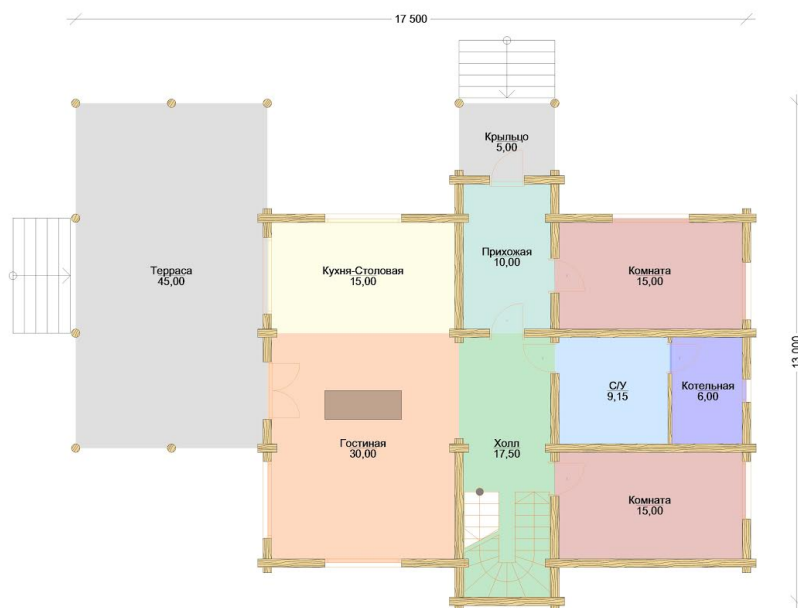 17 500
Крыльцо
5,00
Прихожая
10,00
Терраса
45,00
Кухня-Столовая
15,00
Комната
15,00
13 000
С/У
9,15
Котельная
6,00
Гостиная
30,00
Холл
17,50
Комната
15,00